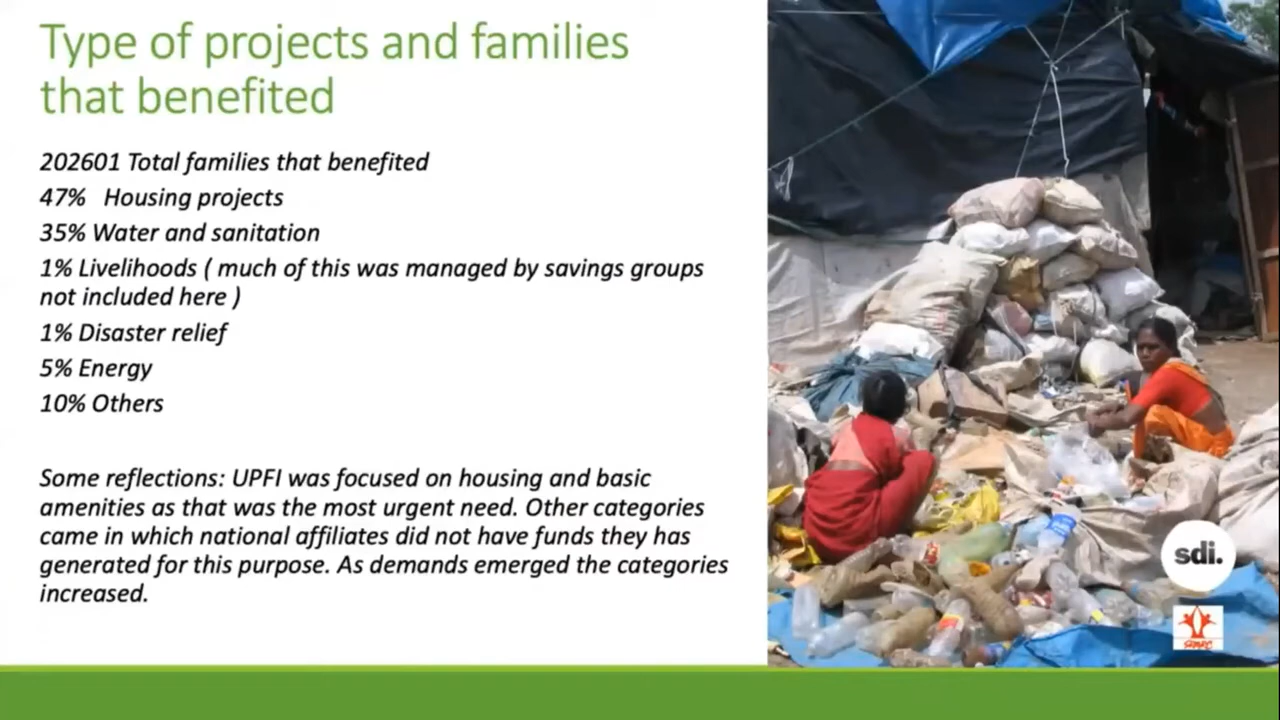 Type of projects and families
that benefited
202601 Total families that benefited
47% Housing projects
35% Water and sanitation
1% Livelihoods ( much of this was managed by savings groups
not included here )
1% Disaster relief
5% Energy
10% Others
Some reflections: UPFI was focused on housing and basic
amenities as that was the most urgent need. Other categories
came in which national affiliates did not have funds they has
generated for this purpose. As demands emerged the categories
increased.
sdi.
SPARC